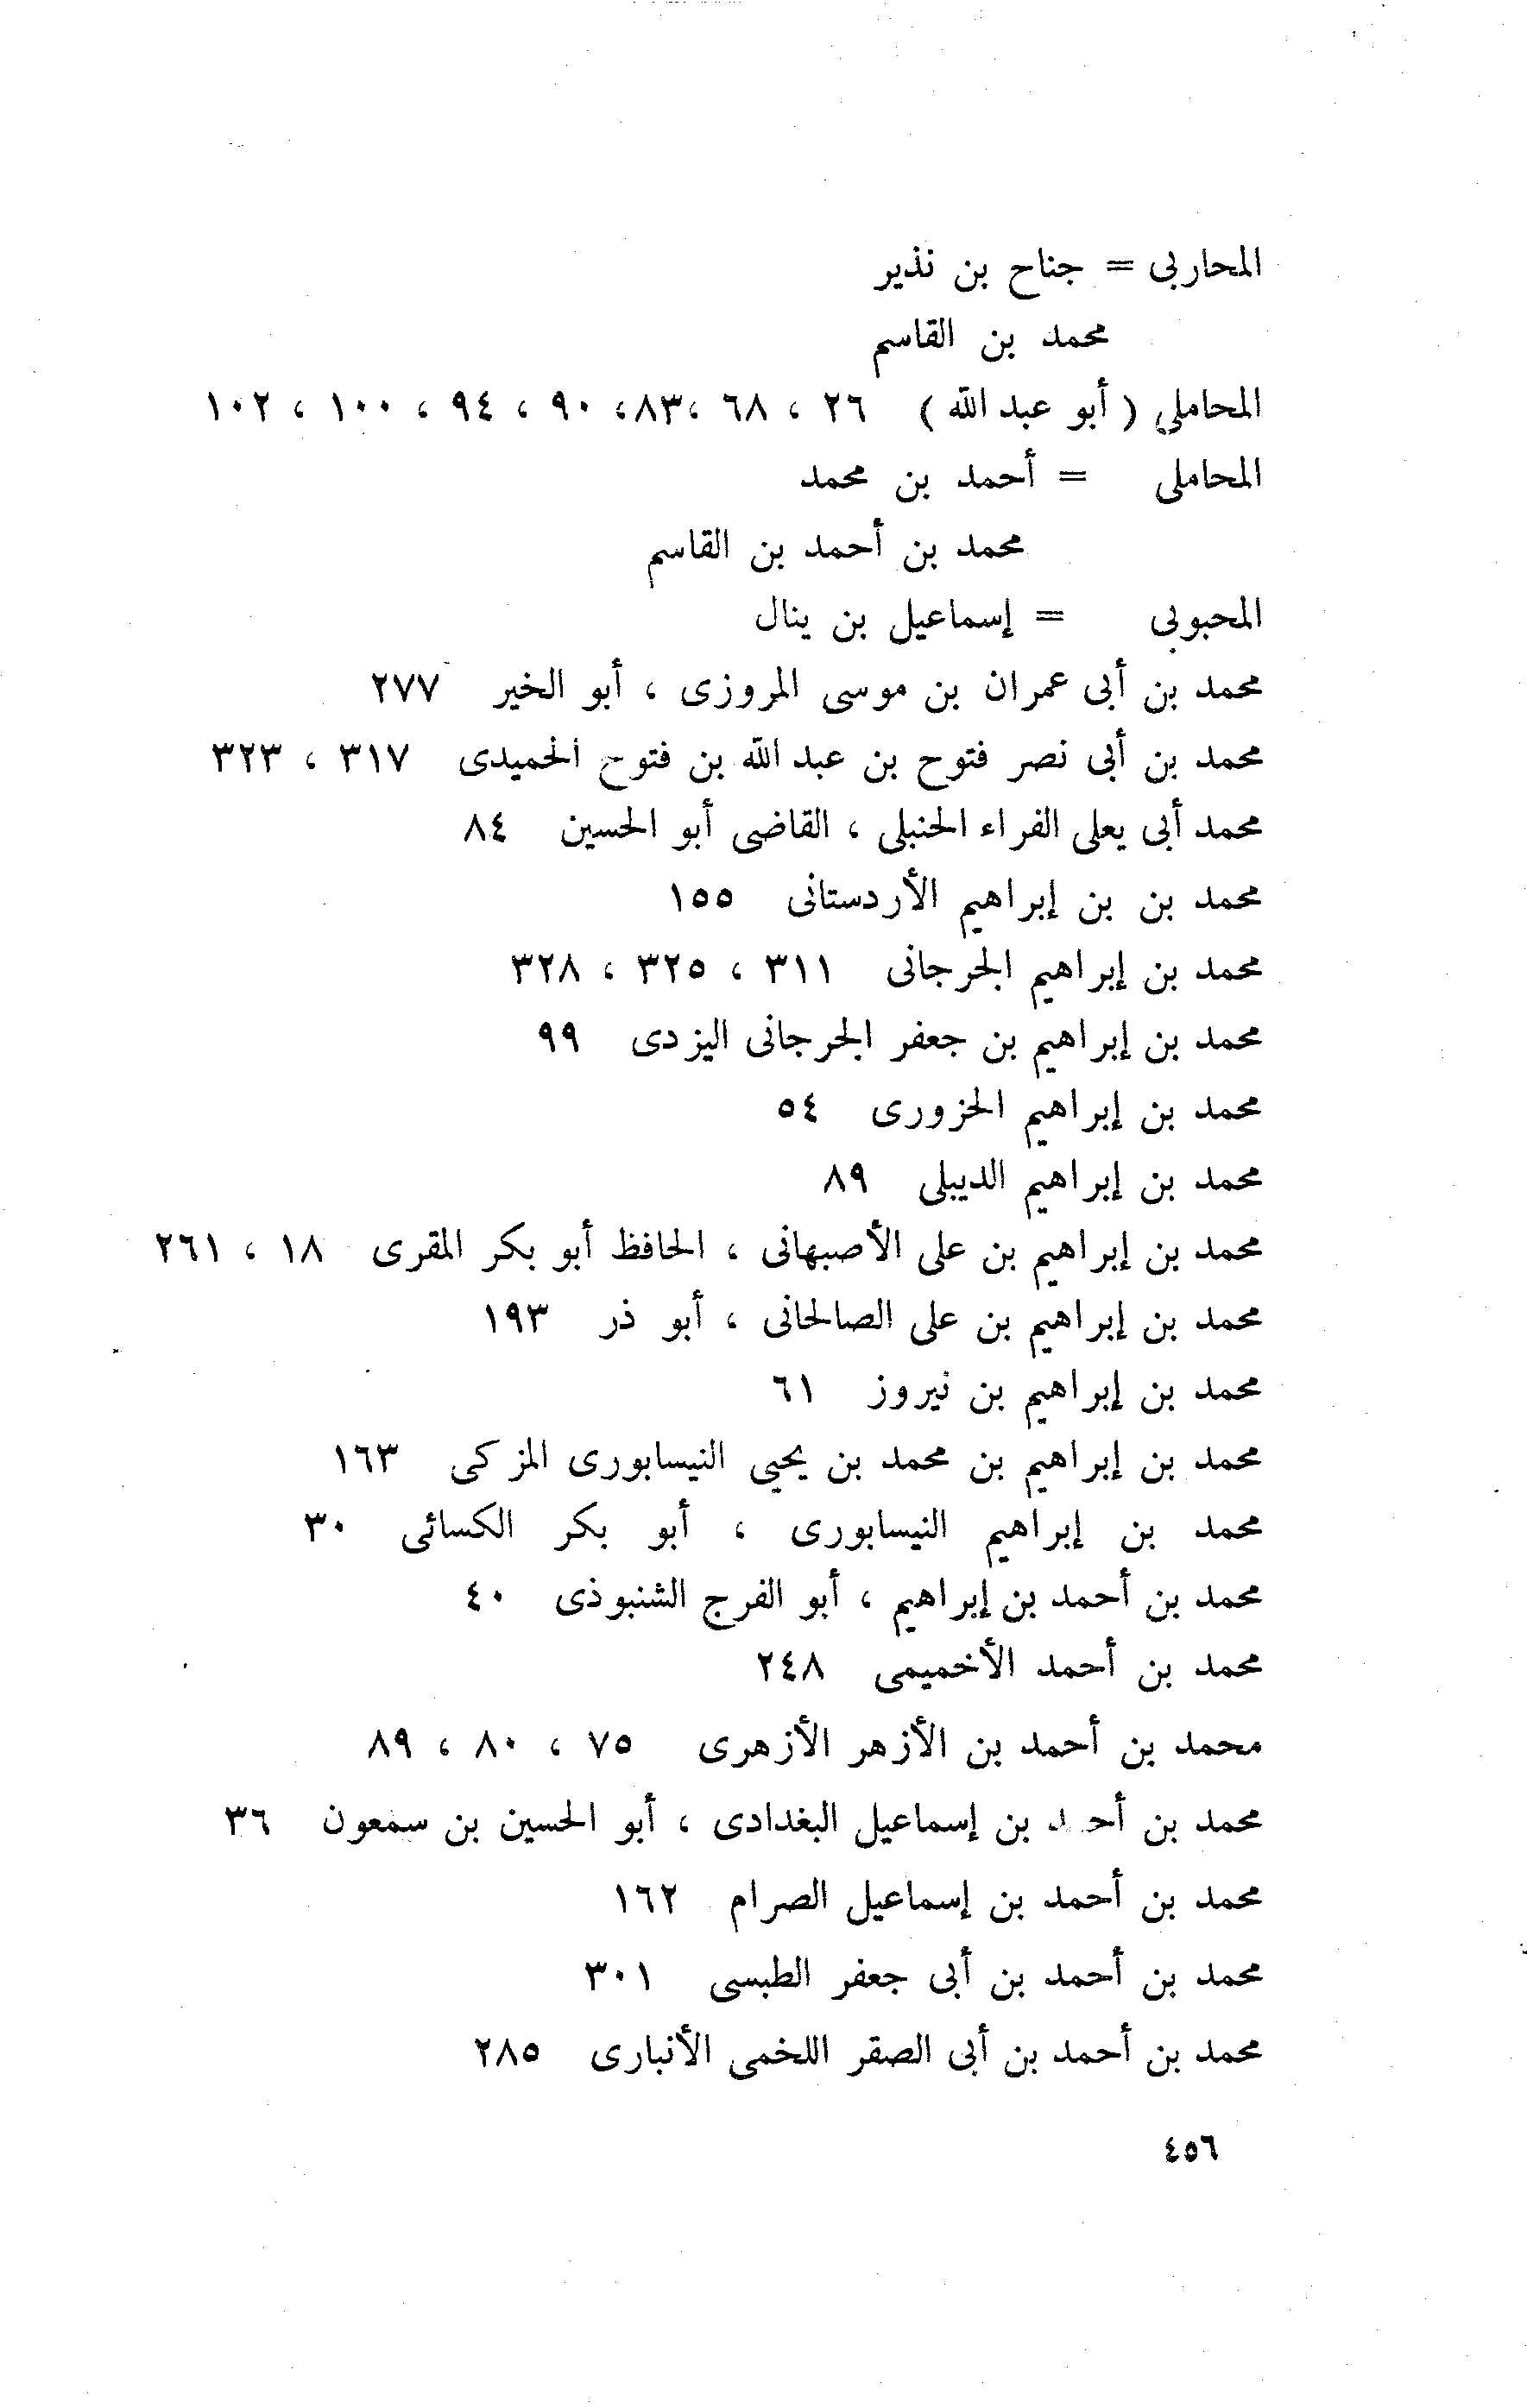 المحاربى = جناح بن نذير
محمد بن القاسم
المحاملى ( أبو عبد الله ) ٢٦ ، ٦٨ ،٨٣، ٩٠ ، ٩٤ ، ١٠٠ ، ١٠٢
المحاملى = أحمد بن محمد
محمد بن أحمد بن القاسم
المحبوبى = إسماعيل بن ينال
محمد بن أبى عمران بن موسى المروزى ، أبو الخير ٢٧٧
محمد بن أبى نصر فتوح بن عبد الله بن فتوح الحميدى ٣١٧ ، ٣٢٣
محمد أبى يعلى الفراء الحنبلى ، القاضى أبو الحسين ٨٤
محمد بن بن إبراهيم الأردستانى ١٥٥
محمد بن إبراهيم الجرجانى ٣١١ ، ٣٢٥ ، ٣٢٨
محمد بن إبراهيم بن جعفر الجرجانى اليزدى ٩٩
محمد بن إبراهيم الحزورى ٥٤
محمد بن إبراهيم الديبلى ٨٩
محمد بن إبراهيم بن على الأصبهانى ، الحافظ أبو بكر المقرى ١٨ ، ٢٦١
محمد بن إبراهيم بن على الصالحانى ، أبو ذر ١٩٣
محمد بن إبراهيم بن نيروز ٦١
محمد بن إبراهيم بن محمد بن يحيى النيسابورى المزكى ١٦٣
محمد بن إبراهيم النيسابورى ، أبو بكر الكسائى ٣٠
محمد بن أحمد بن إبراهيم ، أبو الفرج الشنبوذى ٤٠
محمد بن أحمد الأخميمى ٢٤٨
محمد بن أحمد بن الأزهر الأزهرى ٧٥ ، ٨٠ ، ٨٩
محمد بن أحمد بن إسماعيل البغدادى ، أبو الحسين بن سمعون ٣٦
محمد بن أحمد بن إسماعيل الصرام ١٦٢
محمد بن أحمد بن أبى جعفر الطبسى ٣٠١
محمد بن أحمد بن أبى الصقر اللخمى الأنبارى ٢٨٥
٤٥٦